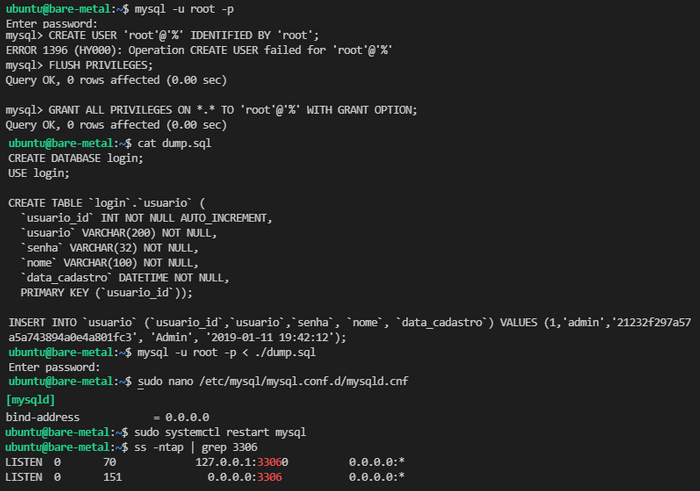 ubuntu@bare-metal:~$ mysql -u root -p
Enter password:
mysql> CREATE USER 'root'@'%' IDENTIFIED BY 'root';
ERROR 1396 (HY000): Operation CREATE USER failed for 'root'@'%'
mysql> FLUSH PRIVILEGES;
Query OK, 0 rows affected (0.00 sec)
mysql> GRANT ALL PRIVILEGES ON *.* TO 'root'@'%' WITH GRANT OPTION;
Query OK, 0 rows affected (0.00 sec)
ubuntu@bare-metal:~$ cat dump.sql
CREATE DATABASE login;
USE login;
CREATE TABLE `login`.`usuario` (
  `usuario_id` INT NOT NULL AUTO_INCREMENT,
  `usuario` VARCHAR(200) NOT NULL,
  `senha` VARCHAR(32) NOT NULL,
  `nome` VARCHAR(100) NOT NULL,
  `data_cadastro` DATETIME NOT NULL,
  PRIMARY KEY (`usuario_id`));
INSERT INTO `usuario` (`usuario_id`,`usuario`,`senha`, `nome`, `data_cadastro`) VALUES (1,'admin','21232f297a57
a5a743894a0e4a801fc3', 'Admin', '2019-01-11 19:42:12');
ubuntu@bare-metal:~$ mysql -u root -p < ./dump.sql
Enter password:
ubuntu@bare-metal:~$ sudo nano /etc/mysql/mysql.conf.d/mysqld.cnf
[mysqld]
bind-address            = 0.0.0.0
ubuntu@bare-metal:~$ sudo systemctl restart mysql
ubuntu@bare-metal:~$ ss -ntap | grep 3306
LISTEN  0       70             127.0.0.1:33060          0.0.0.0:*
LISTEN  0       151              0.0.0.0:3306           0.0.0.0:*